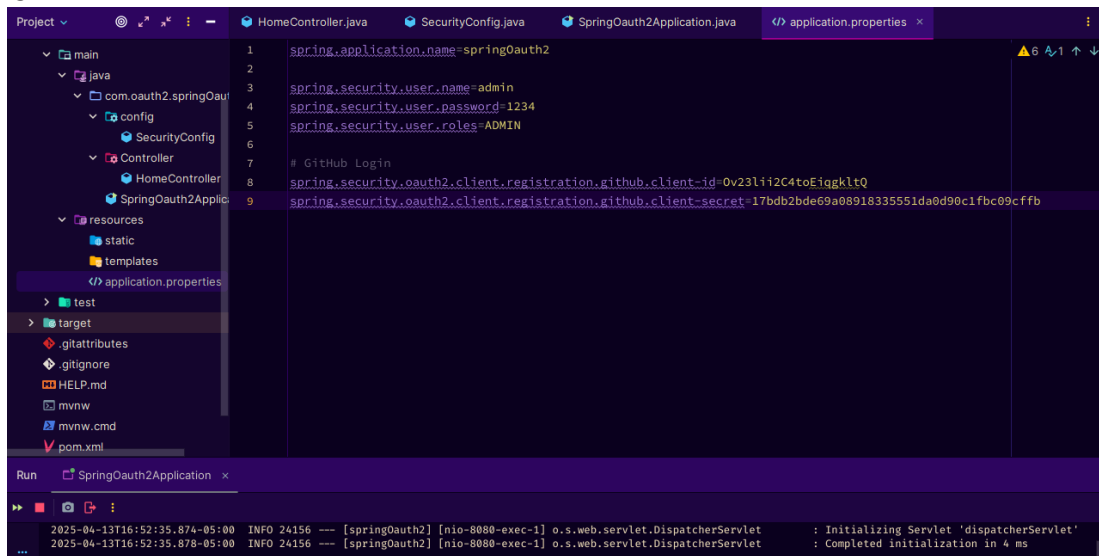 Project
HomeController.java
SecurityConfig.java
SpringOauth2Application.java
</> application.properties ×
main
java
com.oauth2.springOau
config
SecurityConfig
Controller
HomeController
SpringOauth2Applic
resources
static
templates
</> application.properties
test
target
.gitattributes
.gitignore
HELP.md
mvnw
mvnw.cmd
pom.xml
1 spring.application.name=springOauth2
2
3 spring.security.user.name=admin
4 spring.security.user.password=1234
5 spring.security.user.roles=ADMIN
6
7 # GitHub Login
8 spring.security.oauth2.client.registration.github.client-id=Ov23lii2C4toEiqgkltQ
9 spring.security.oauth2.client.registration.github.client-secret=17bdb2bde69a08918335551da0d90c1fbc09cffb
6 1
Run SpringOauth2Application ×
2025-04-13T16:52:35.874-05:00 INFO 24156 --- [springOauth2] [nio-8080-exec-1] o.s.web.servlet.DispatcherServlet : Initializing Servlet 'dispatcherServlet'
2025-04-13T16:52:35.878-05:00 INFO 24156 --- [springOauth2] [nio-8080-exec-1] o.s.web.servlet.DispatcherServlet : Completed initialization in 4 ms